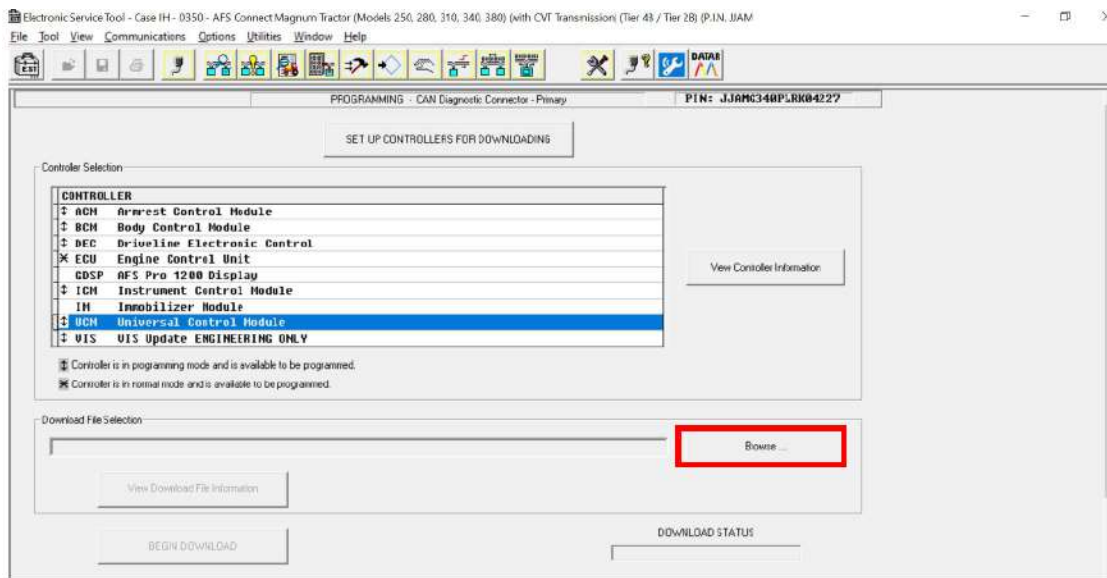 Electronic Service Tool - Case IH - 0350 - AFS Connect Magnum Tractor (Models 250, 280, 310, 340, 380) (with CVT Transmission) (Tier 4B / Tier 2B) (P.I.N. JJAM
File Tool View Communications Options Utilities Window Help
EST
DATAR
PROGRAMMING - CAN Diagnostic Connector - Primary
PIN: JJAMG340PLRK04227
SET UP CONTROLLERS FOR DOWNLOADING
Controller Selection
CONTROLLER
ACM Armrest Control Module
BCM Body Control Module
DEC Driveline Electronic Control
ECU Engine Control Unit
GDSP AFS Pro 1200 Display
ICM Instrument Control Module
IM Immobilizer Module
UCM Universal Control Module
VIS VIS Update ENGINEERING ONLY
View Controller Information
Controller is in programming mode and is available to be programmed.
Controller is in normal mode and is available to be programmed.
Download File Selection
Browse ...
View Download File Information
BEGIN DOWNLOAD
DOWNLOAD STATUS